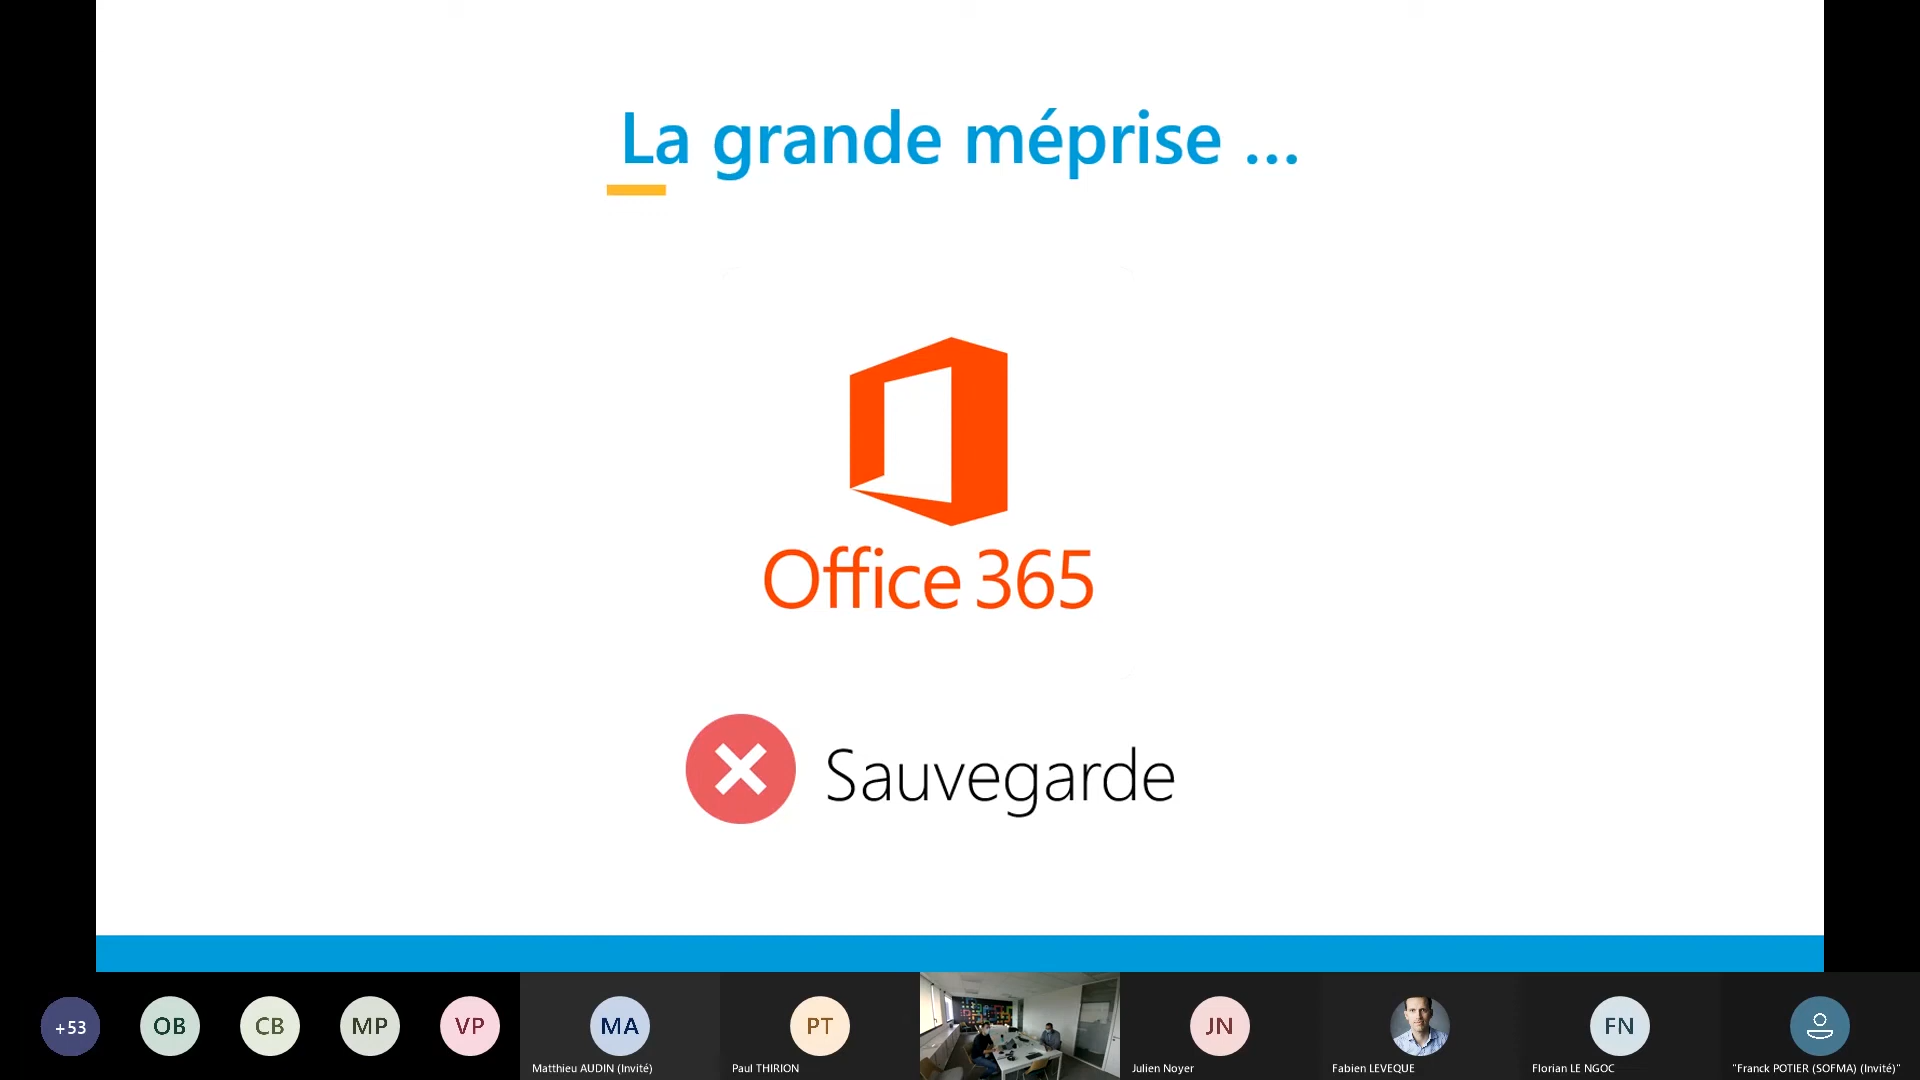 La grande méprise ...
Office 365
Sauvegarde
+53
OB
CB
MP
VP
MA
PT
JN
FN
Matthieu AUDIN (Invité)
Paul THIRION
Julien Noyer
Fabien LEVEQUE
Florian LE NGOC
"Franck POTIER (SOFMA) (Invité)"